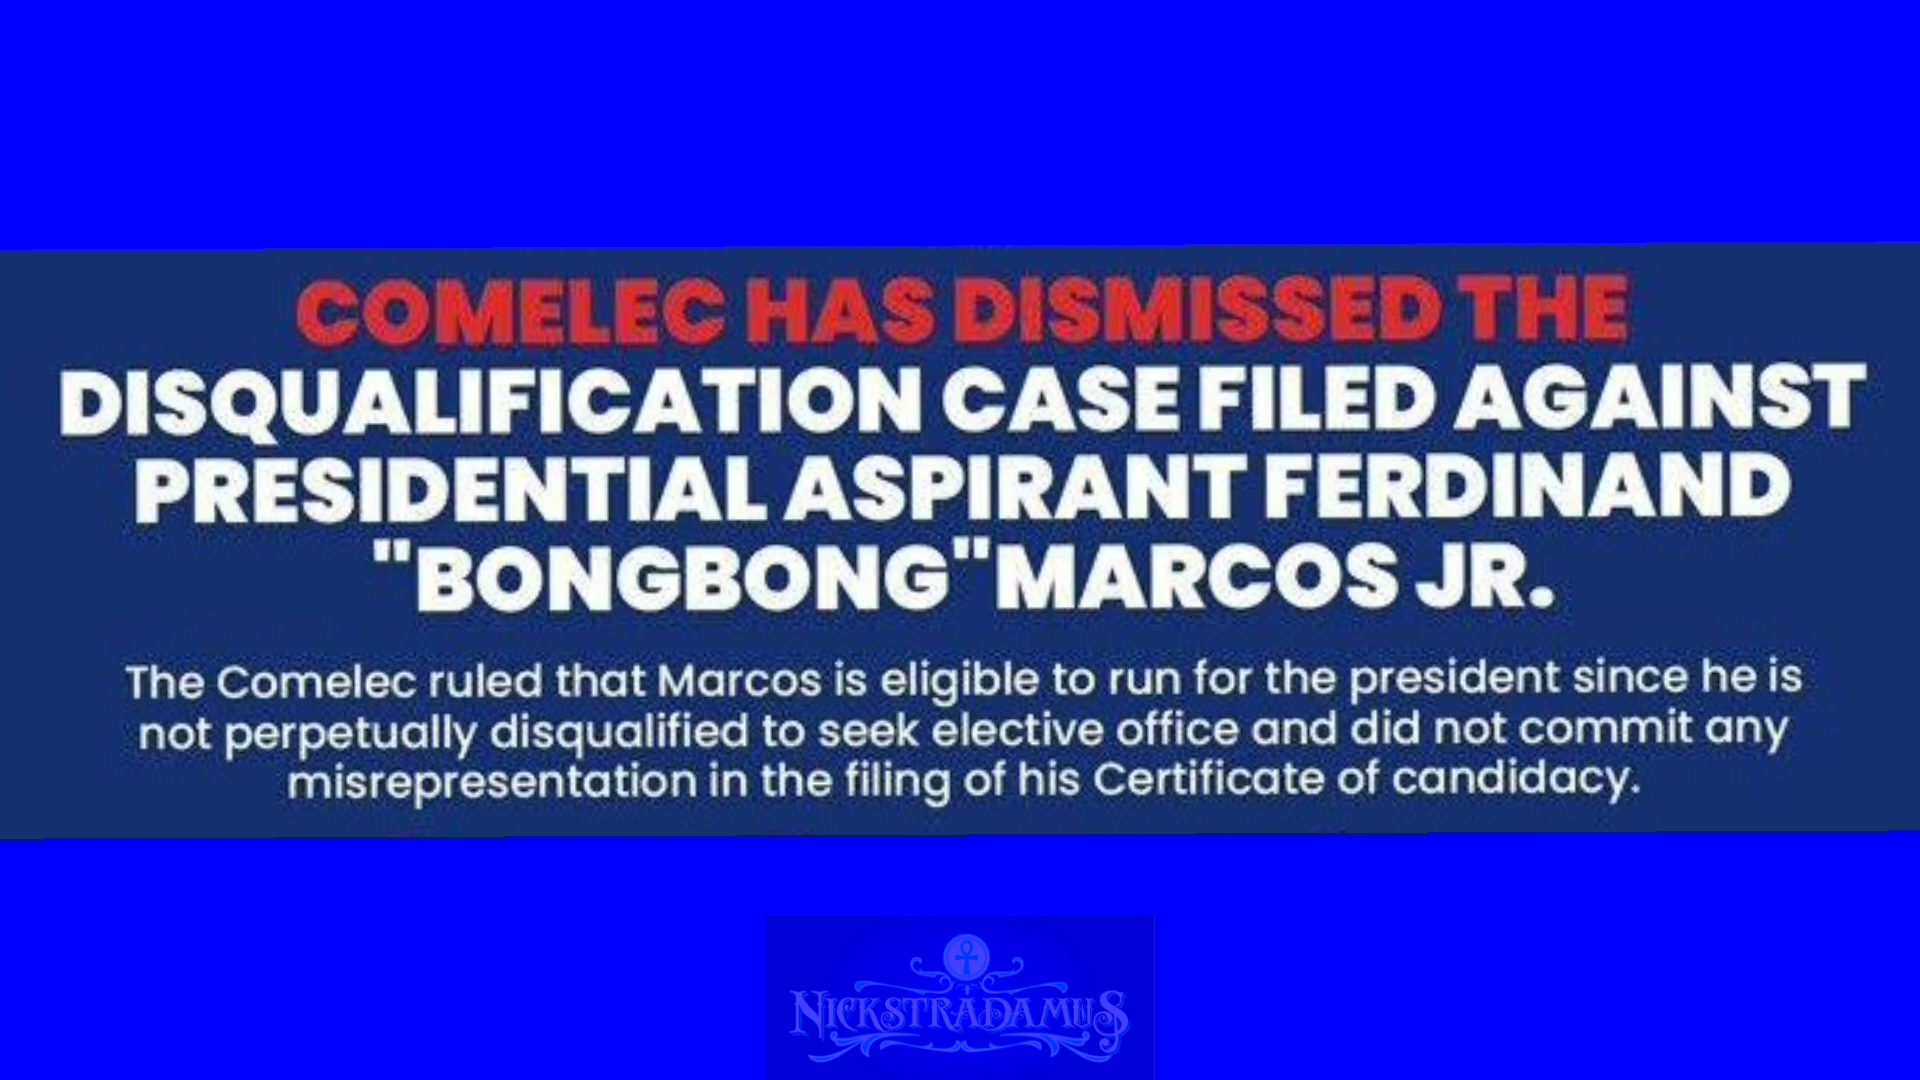 COMELEC HAS DISMISSED THE
DISQUALIFICATION CASE FILED AGAINST
PRESIDENTIAL ASPIRANT FERDINAND
"BONGBONG"MARCOS JR.
The Comelec ruled that Marcos is eligible to run for the president since he is
not perpetually disqualified to seek elective office and did not commit any
misrepresentation in the filing of his Certificate of candidacy.
NICKSTRADAMUS